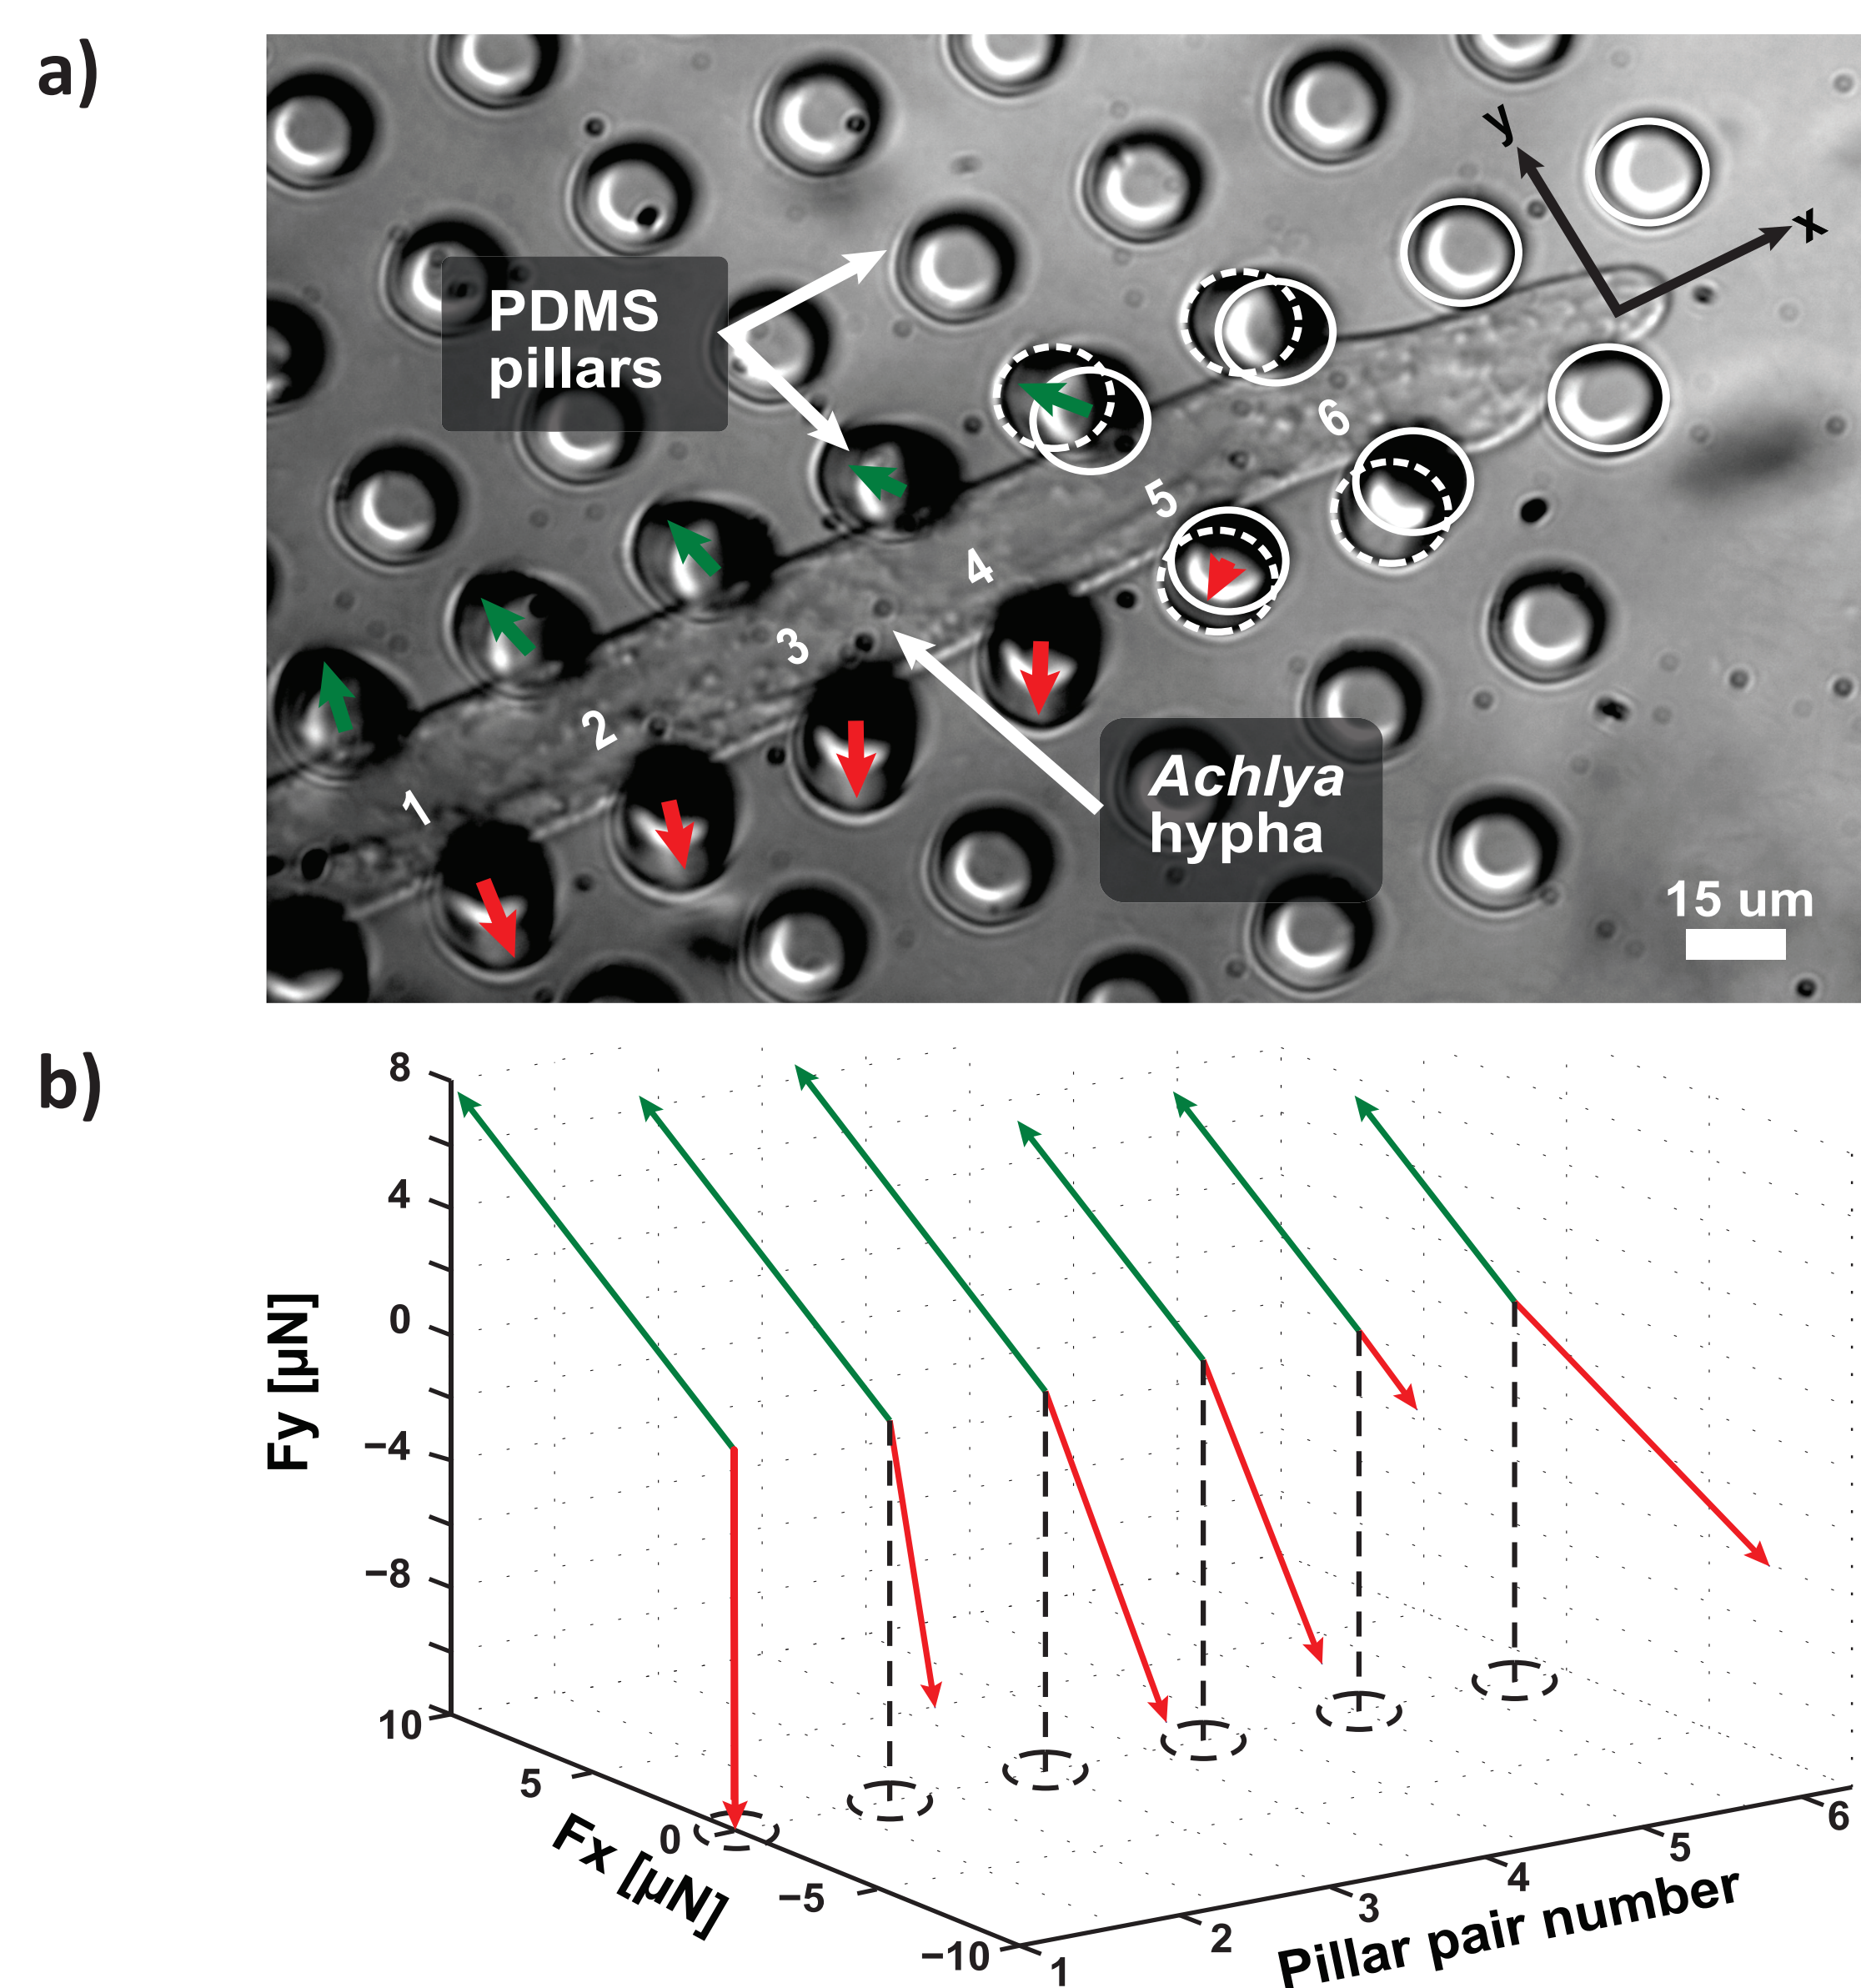 a)
y
x
PDMS
pillars
6
5
4
3
2
1
Achlya
hypha
15 um
b)
8
4
0
−4
−8
10
Fy [µN]
5
0
−5
−10
Fx [µN]
1
2
3
4
5
6
Pillar pair number